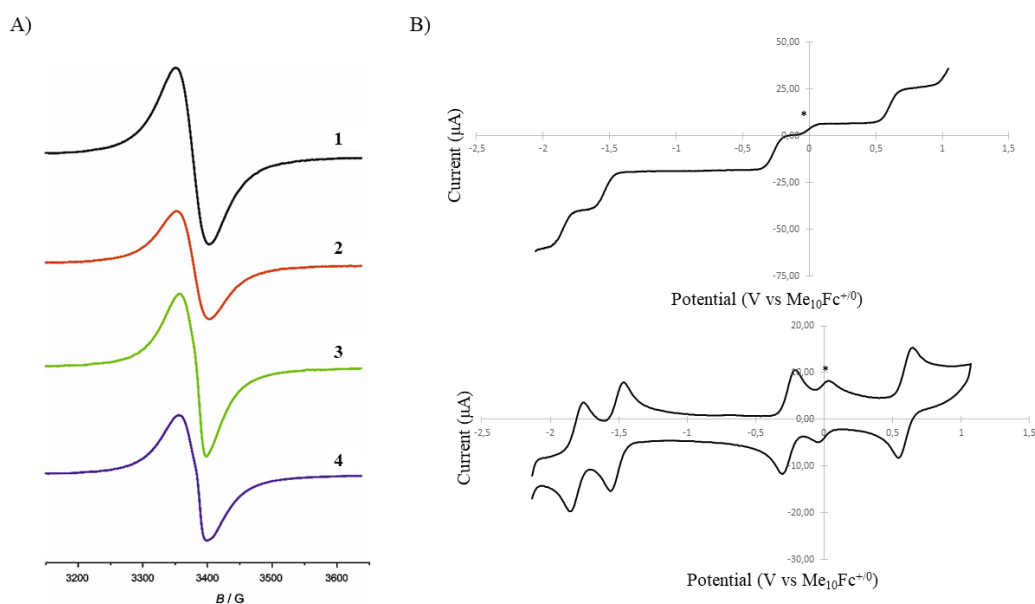 A)
1
2
3
4
3200 3300 3400 3500 3600
B / G
B)
50,00
25,00
0,00
-25,00
-50,00
-75,00
-2,5 -2 -1,5 -1 -0,5 0 0,5 1 1,5
*
Current (µA)
Potential (V vs Me10Fc+/0)
20,00
10,00
0,00
-10,00
-20,00
-30,00
-2,5 -2 -1,5 -1 -0,5 0 0,5 1 1,5
*
Current (µA)
Potential (V vs Me10Fc+/0)